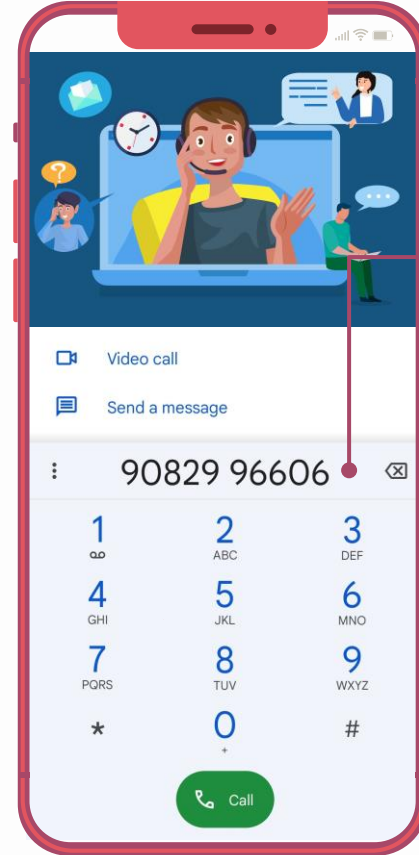 ?
Video call
Send a message
90829 96606
1 2 3
ABC DEF
4 5 6
GHI JKL MNO
7 8 9
PQRS TUV WXYZ
* 0 #
+
Call